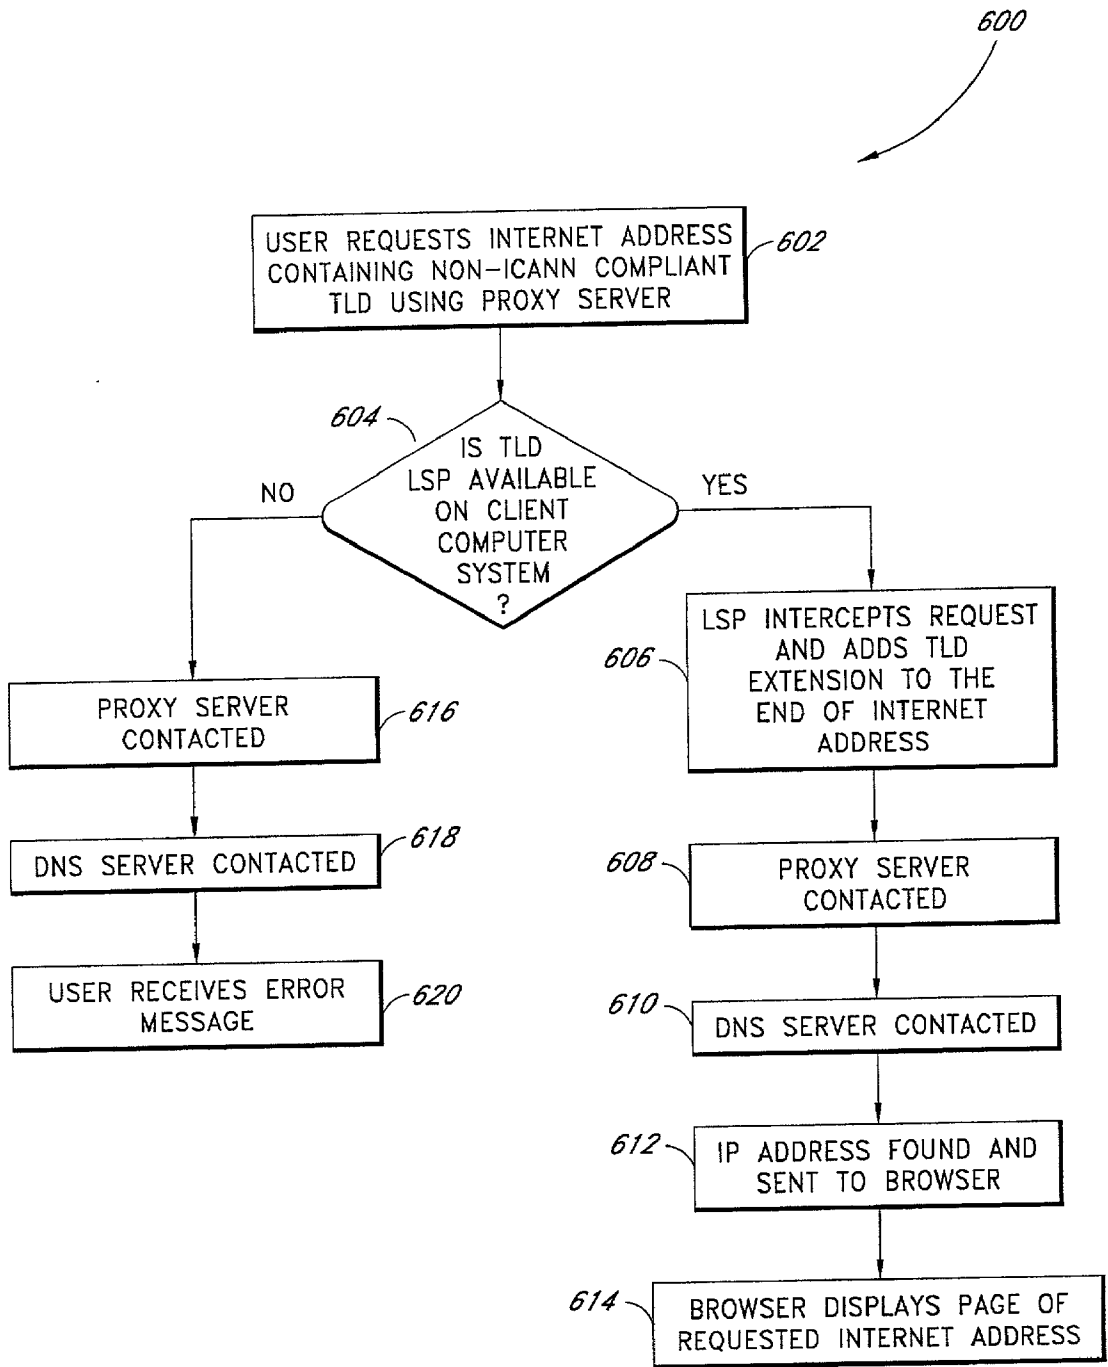 600
USER REQUESTS INTERNET ADDRESS
CONTAINING NON-ICANN COMPLIANT
TLD USING PROXY SERVER
602
604
IS TLD
LSP AVAILABLE
ON CLIENT
COMPUTER
SYSTEM
?
NO
YES
PROXY SERVER
CONTACTED
616
DNS SERVER CONTACTED
618
USER RECEIVES ERROR
MESSAGE
620
606
LSP INTERCEPTS REQUEST
AND ADDS TLD
EXTENSION TO THE
END OF INTERNET
ADDRESS
608
PROXY SERVER
CONTACTED
610
DNS SERVER CONTACTED
612
IP ADDRESS FOUND AND
SENT TO BROWSER
614
BROWSER DISPLAYS PAGE OF
REQUESTED INTERNET ADDRESS